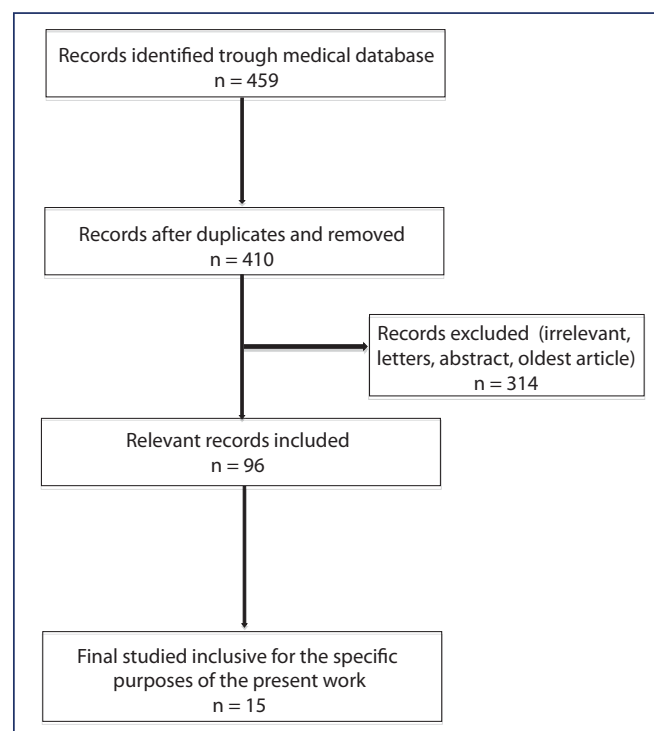 Records identified trough medical database
n = 459
Records after duplicates and removed
n = 410
Records excluded (irrelevant,
letters, abstract, oldest article)
n = 314
Relevant records included
n = 96
Final studied inclusive for the specific
purposes of the present work
n = 15